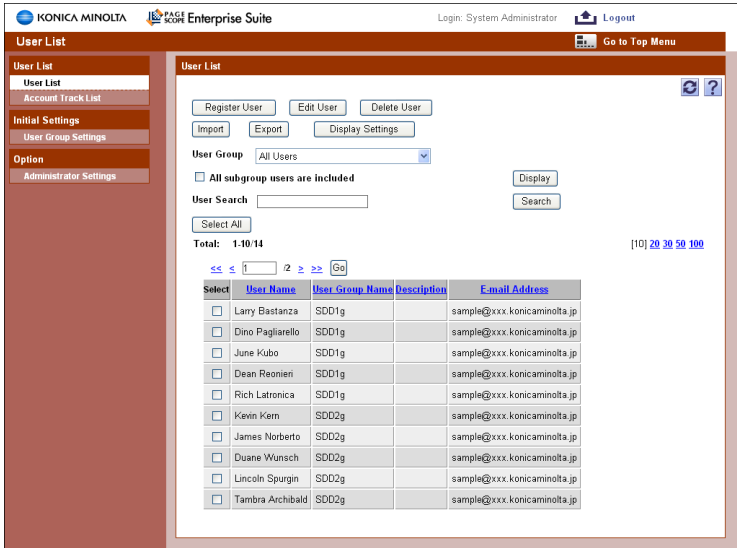 KONICA MINOLTA PAGE SCOPE Enterprise Suite Login: System Administrator Logout
User List Go to Top Menu
User List
User List
Account Track List
Initial Settings
User Group Settings
Option
Administrator Settings
User List
?
Register User Edit User Delete User
Import Export Display Settings
User Group All Users
All subgroup users are included Display
User Search Search
Select All
Total: 1-10/14 [10] 20 30 50 100
<< < 1 /2 > >> Go
Select User Name User Group Name Description E-mail Address
Larry Bastanza SDD1g sample@xxx.konicaminolta.jp
Dino Pagliarello SDD1g sample@xxx.konicaminolta.jp
June Kubo SDD1g sample@xxx.konicaminolta.jp
Dean Reonieri SDD1g sample@xxx.konicaminolta.jp
Rich Latronica SDD1g sample@xxx.konicaminolta.jp
Kevin Kern SDD2g sample@xxx.konicaminolta.jp
James Norberto SDD2g sample@xxx.konicaminolta.jp
Duane Wunsch SDD2g sample@xxx.konicaminolta.jp
Lincoln Spurgin SDD2g sample@xxx.konicaminolta.jp
Tambra Archibald SDD2g sample@xxx.konicaminolta.jp